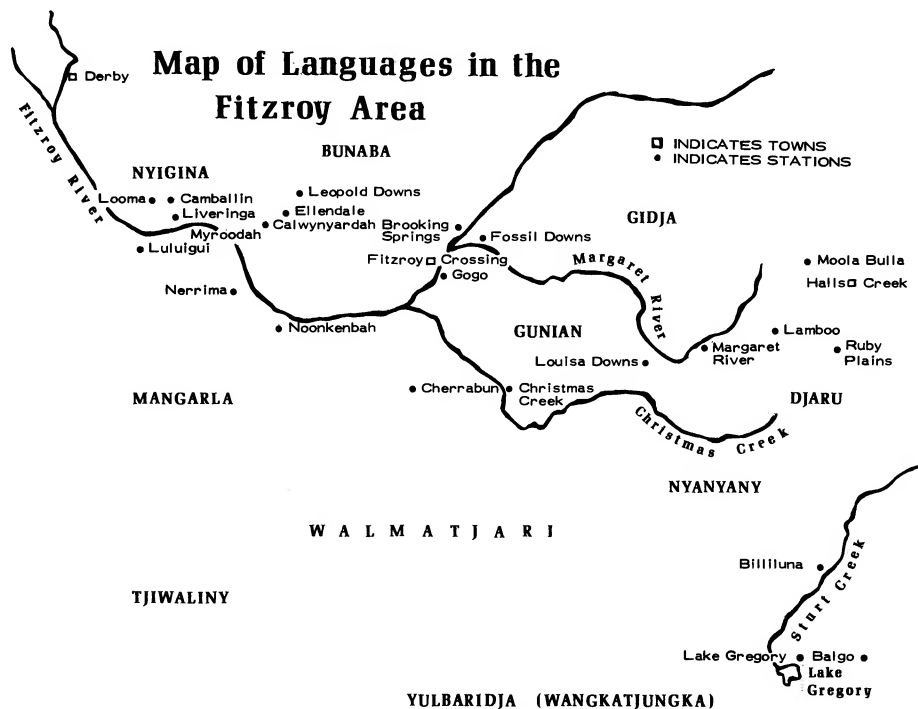 Map of Languages in the
Fitzroy Area
Derby
Fitzroy River
BUNABA
□ INDICATES TOWNS
• INDICATES STATIONS
NYIGINA
Looma
Camballin
Leopold Downs
Liveringa
Ellendale
GIDJA
Myroodah
Calwynyardah
Brooking
Springs
Fossil Downs
Luluigui
Fitzroy Crossing
Margaret River
Moola Bulla
Gogo
Halls Creek
Nerrima
Noonkenbah
GUNIAN
Lamboo
Margaret
River
Ruby
Plains
Louisa Downs
MANGARLA
Cherrabun
Christmas
Creek
DJARU
Christmas Creek
NYANYANY
WALMATJARI
Billiluna
Sturt Creek
TJIWALINY
Lake Gregory
Balgo
Lake
Gregory
YULBARIDJA (WANGKATJUNGKA)